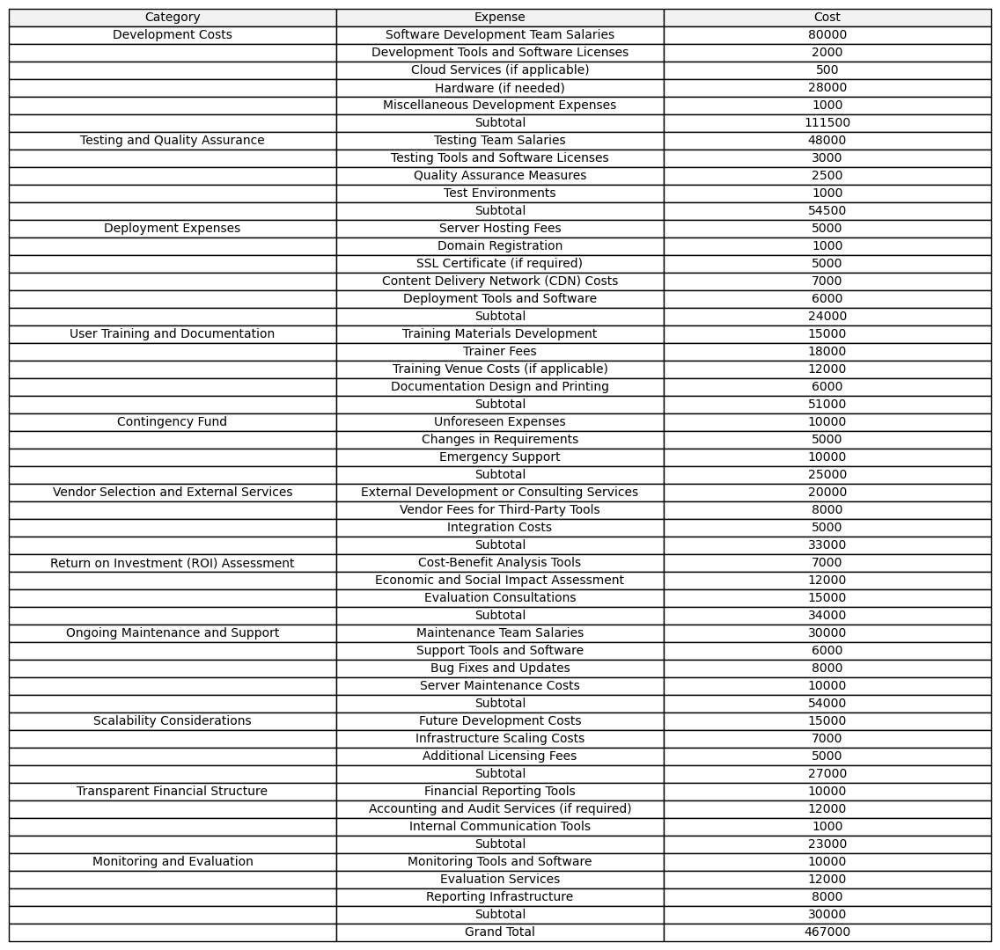 Category Expense Cost
Development Costs Software Development Team Salaries 80000
Development Tools and Software Licenses 2000
Cloud Services (if applicable) 500
Hardware (if needed) 28000
Miscellaneous Development Expenses 1000
Subtotal 111500
Testing and Quality Assurance Testing Team Salaries 48000
Testing Tools and Software Licenses 3000
Quality Assurance Measures 2500
Test Environments 1000
Subtotal 54500
Deployment Expenses Server Hosting Fees 5000
Domain Registration 1000
SSL Certificate (if required) 5000
Content Delivery Network (CDN) Costs 7000
Deployment Tools and Software 6000
Subtotal 24000
User Training and Documentation Training Materials Development 15000
Trainer Fees 18000
Training Venue Costs (if applicable) 12000
Documentation Design and Printing 6000
Subtotal 51000
Contingency Fund Unforeseen Expenses 10000
Changes in Requirements 5000
Emergency Support 10000
Subtotal 25000
Vendor Selection and External Services External Development or Consulting Services 20000
Vendor Fees for Third-Party Tools 8000
Integration Costs 5000
Subtotal 33000
Return on Investment (ROI) Assessment Cost-Benefit Analysis Tools 7000
Economic and Social Impact Assessment 12000
Evaluation Consultations 15000
Subtotal 34000
Ongoing Maintenance and Support Maintenance Team Salaries 30000
Support Tools and Software 6000
Bug Fixes and Updates 8000
Server Maintenance Costs 10000
Subtotal 54000
Scalability Considerations Future Development Costs 15000
Infrastructure Scaling Costs 7000
Additional Licensing Fees 5000
Subtotal 27000
Transparent Financial Structure Financial Reporting Tools 10000
Accounting and Audit Services (if required) 12000
Internal Communication Tools 1000
Subtotal 23000
Monitoring and Evaluation Monitoring Tools and Software 10000
Evaluation Services 12000
Reporting Infrastructure 8000
Subtotal 30000
Grand Total 467000